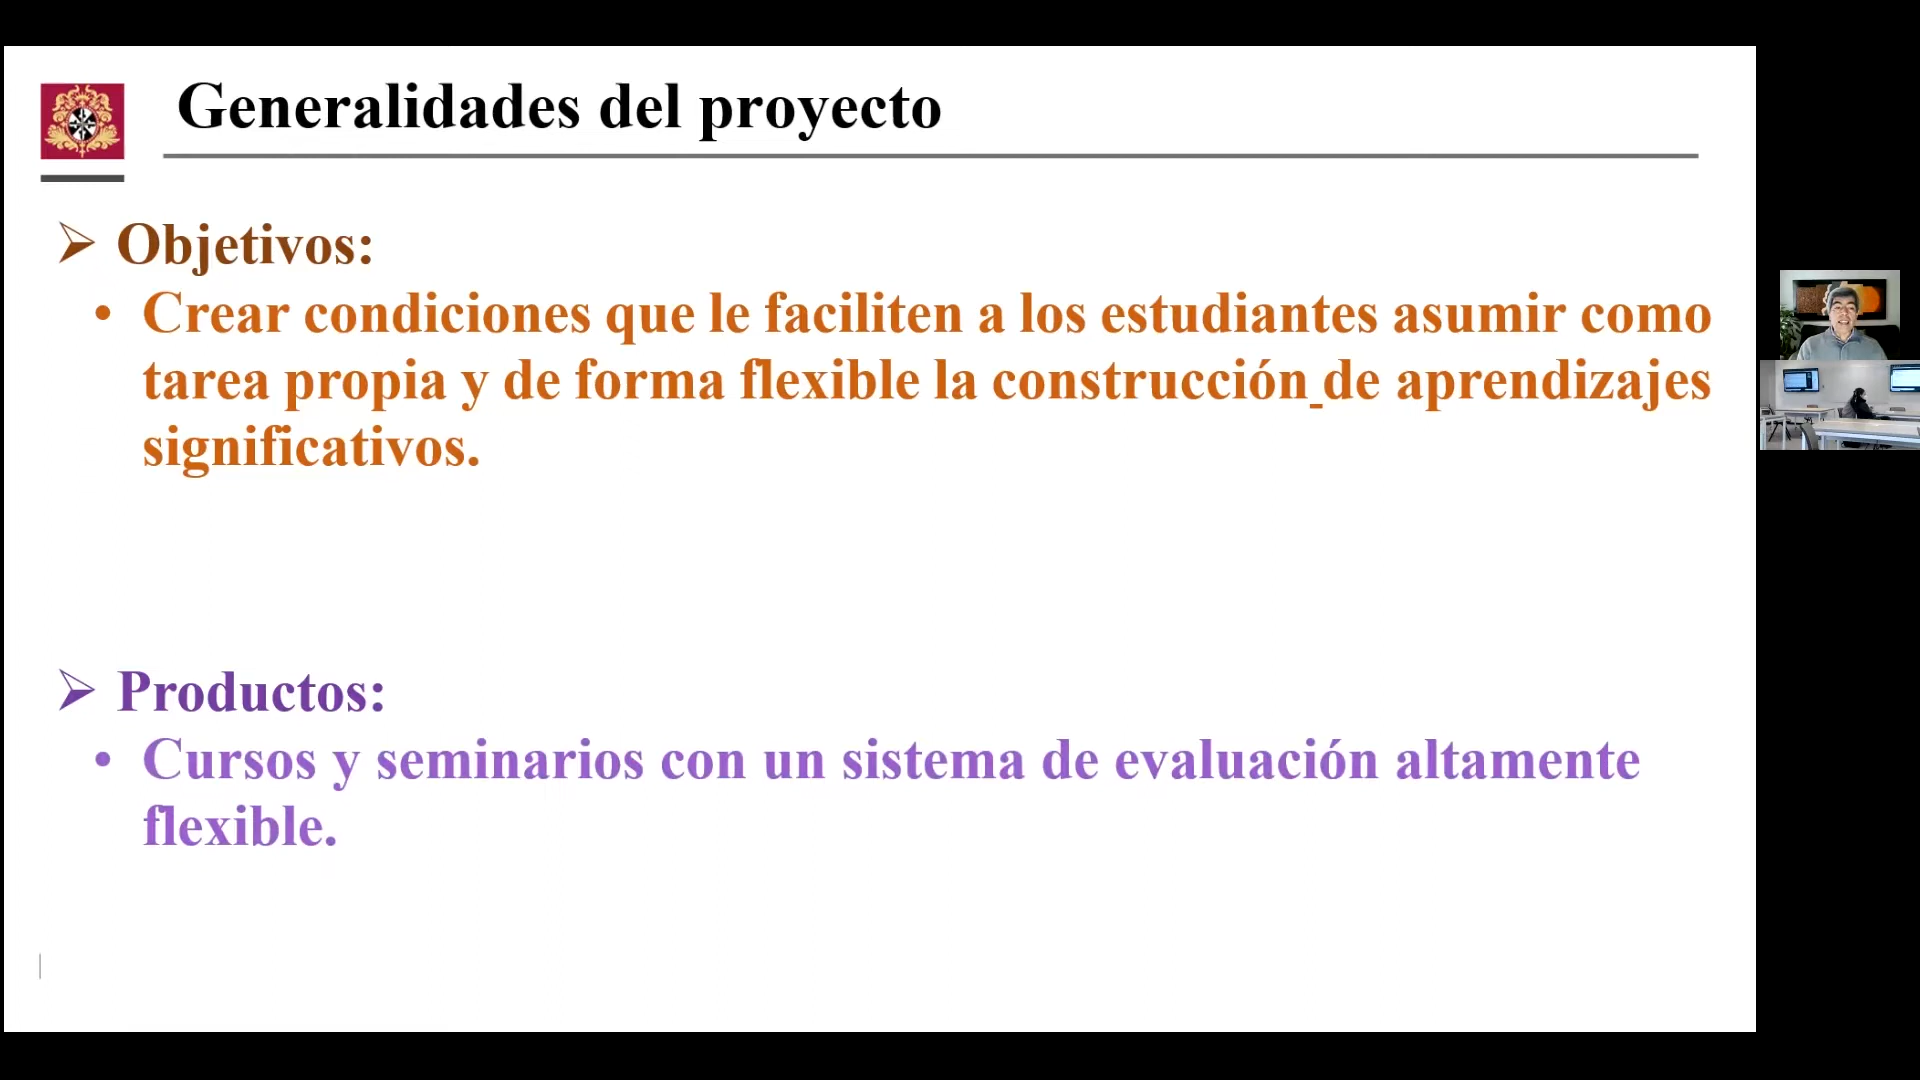 Generalidades del proyecto
Objetivos:
Crear condiciones que le faciliten a los estudiantes asumir como
tarea propia y de forma flexible la construcción de aprendizajes
significativos.
Productos:
Cursos y seminarios con un sistema de evaluación altamente
flexible.